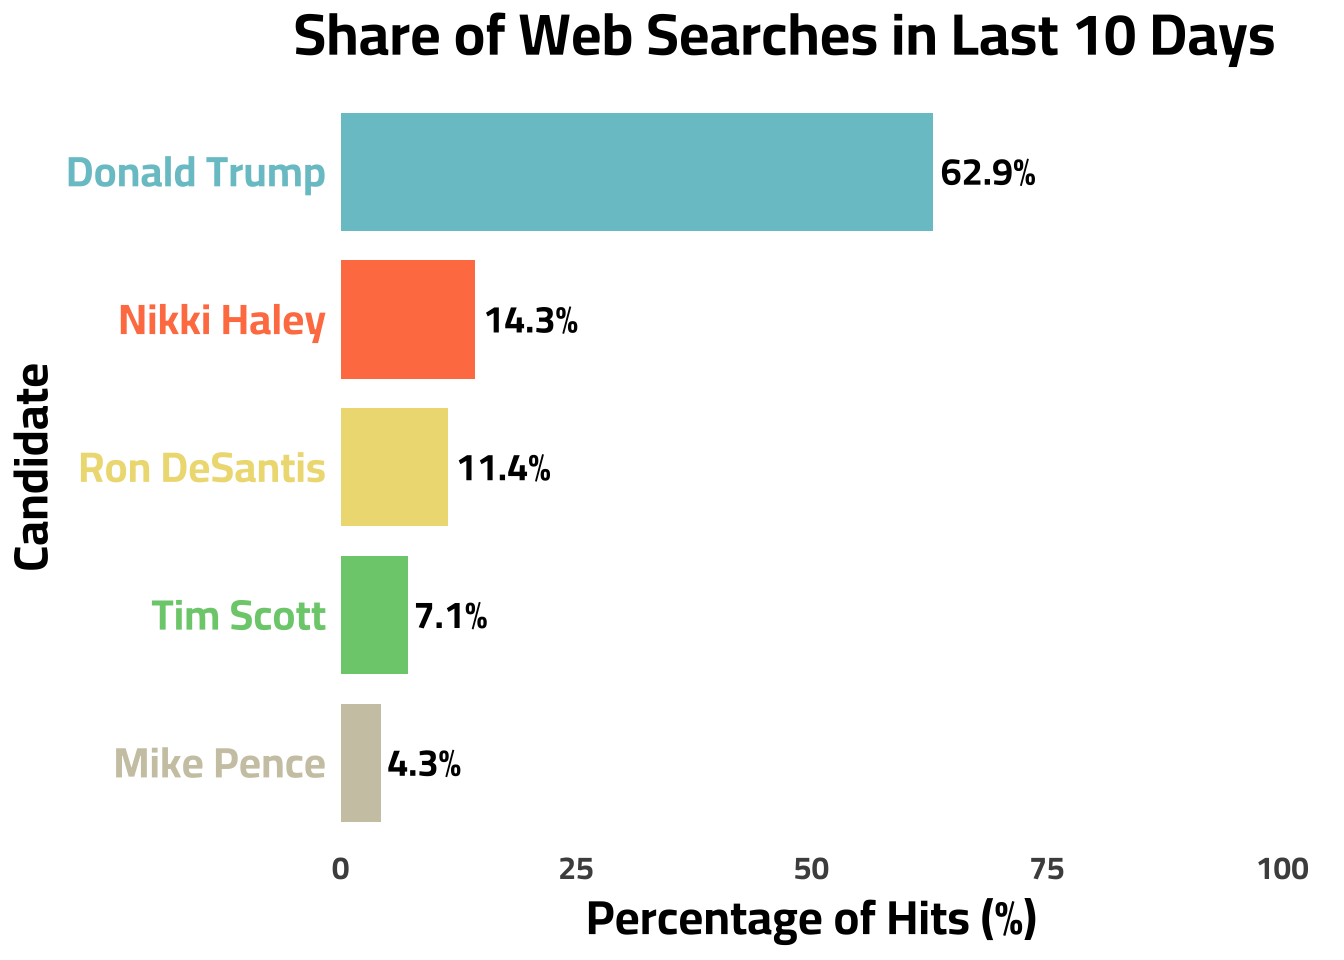 Share of Web Searches in Last 10 Days
Candidate
Donald Trump 62.9%
Nikki Haley 14.3%
Ron DeSantis 11.4%
Tim Scott 7.1%
Mike Pence 4.3%
0 25 50 75 100
Percentage of Hits (%)